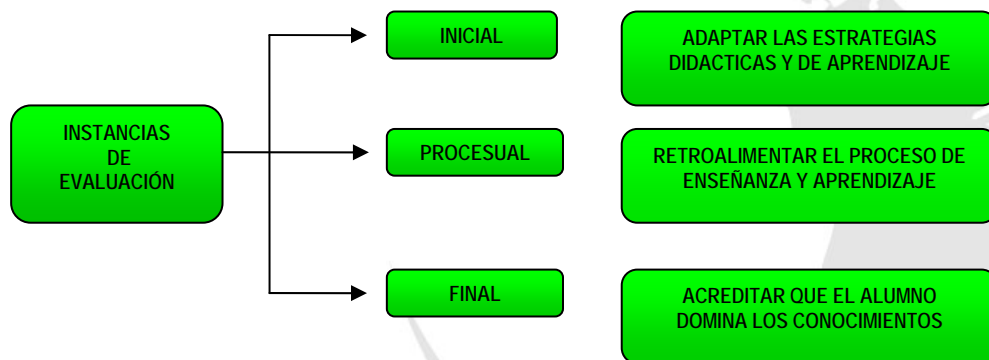 INICIAL
ADAPTAR LAS ESTRATEGIAS
DIDACTICAS Y DE APRENDIZAJE
INSTANCIAS
DE
EVALUACIÓN
PROCESUAL
RETROALIMENTAR EL PROCESO DE
ENSEÑANZA Y APRENDIZAJE
FINAL
ACREDITAR QUE EL ALUMNO
DOMINA LOS CONOCIMIENTOS